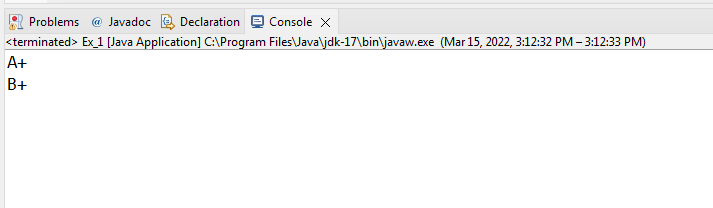 Problems @ Javadoc Declaration Console
<terminated> Ex_1 [Java Application] C:\Program Files\Java\jdk-17\bin\javaw.exe (Mar 15, 2022, 3:12:32 PM – 3:12:33 PM)
A+
B+